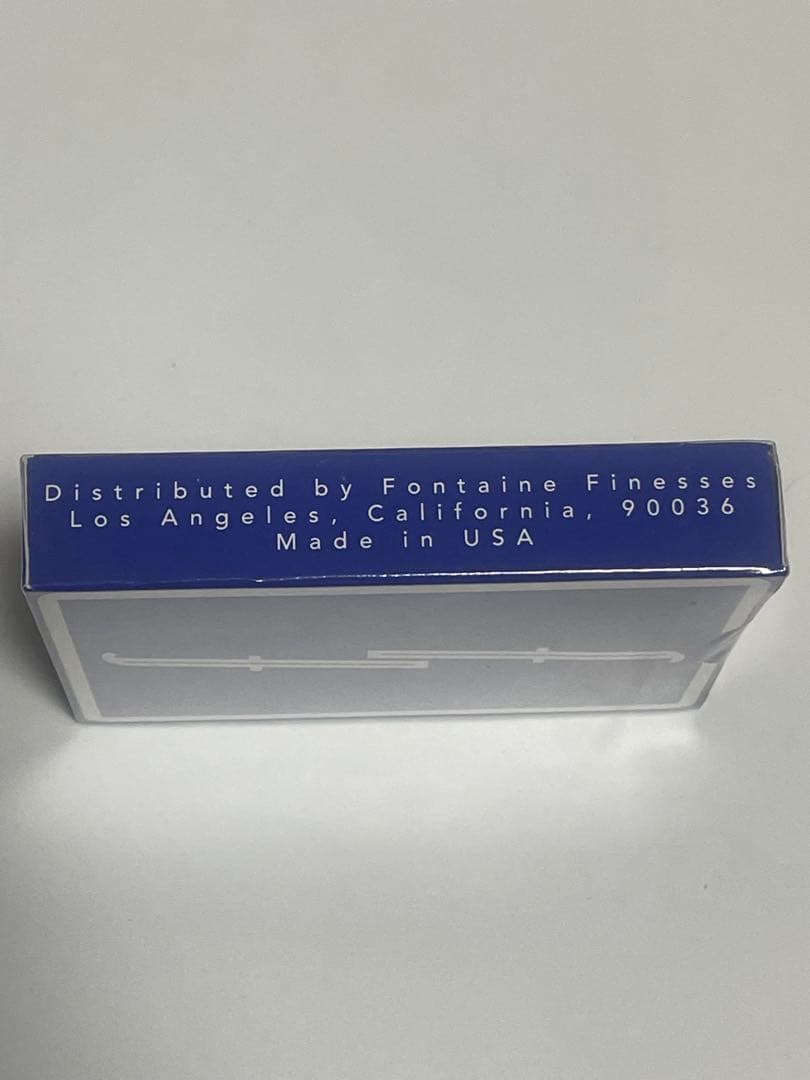 Distributed by Fontaine Finesses
Los Angeles, California, 90036
Made in USA